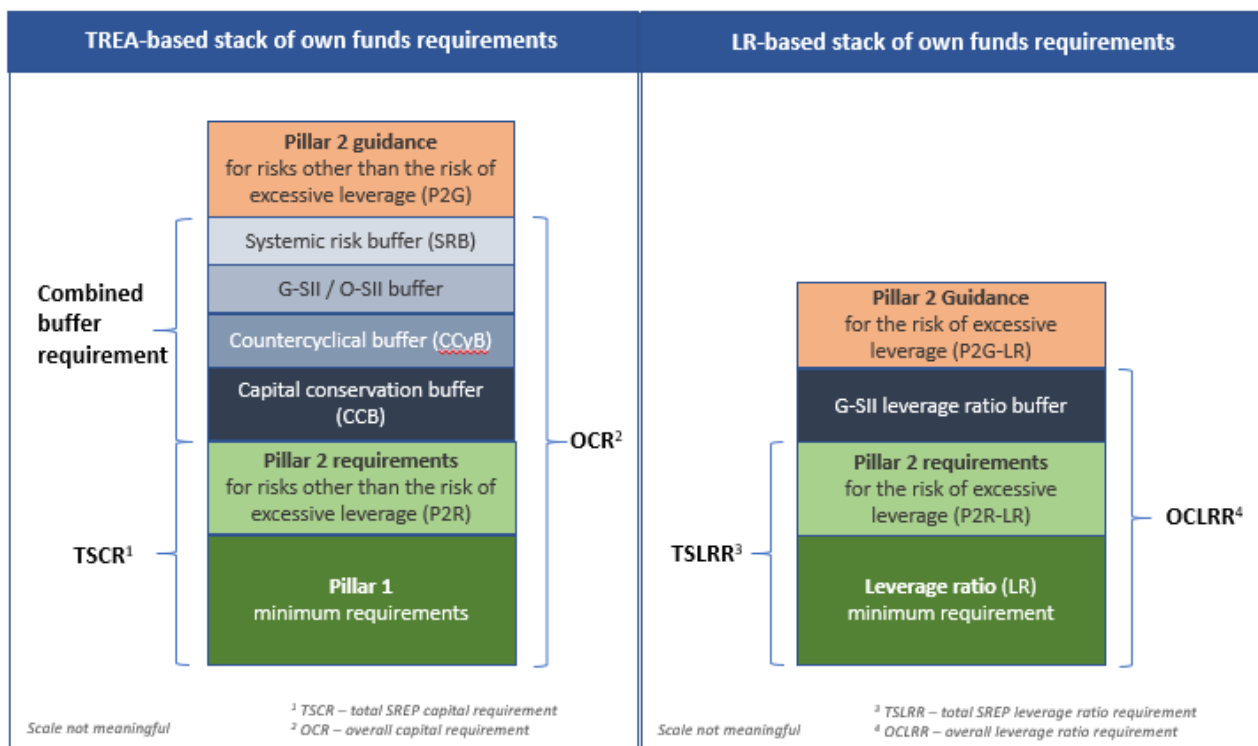 TREA-based stack of own funds requirements
Pillar 2 guidance
for risks other than the risk of
excessive leverage (P2G)
Systemic risk buffer (SRB)
G-SII / O-SII buffer
Countercyclical buffer (CCyB)
Capital conservation buffer
(CCB)
Pillar 2 requirements
for risks other than the risk of
excessive leverage (P2R)
Pillar 1
minimum requirements
Combined
buffer
requirement
TSCR¹
OCR²
Scale not meaningful
¹ TSCR – total SREP capital requirement
² OCR – overall capital requirement
LR-based stack of own funds requirements
Pillar 2 Guidance
for the risk of excessive
leverage (P2G-LR)
G-SII leverage ratio buffer
Pillar 2 requirements
for the risk of excessive
leverage (P2R-LR)
Leverage ratio (LR)
minimum requirement
TSLRR³
OCLRR⁴
Scale not meaningful
³ TSLRR – total SREP leverage ratio requirement
⁴ OCLRR – overall leverage ratio requirement